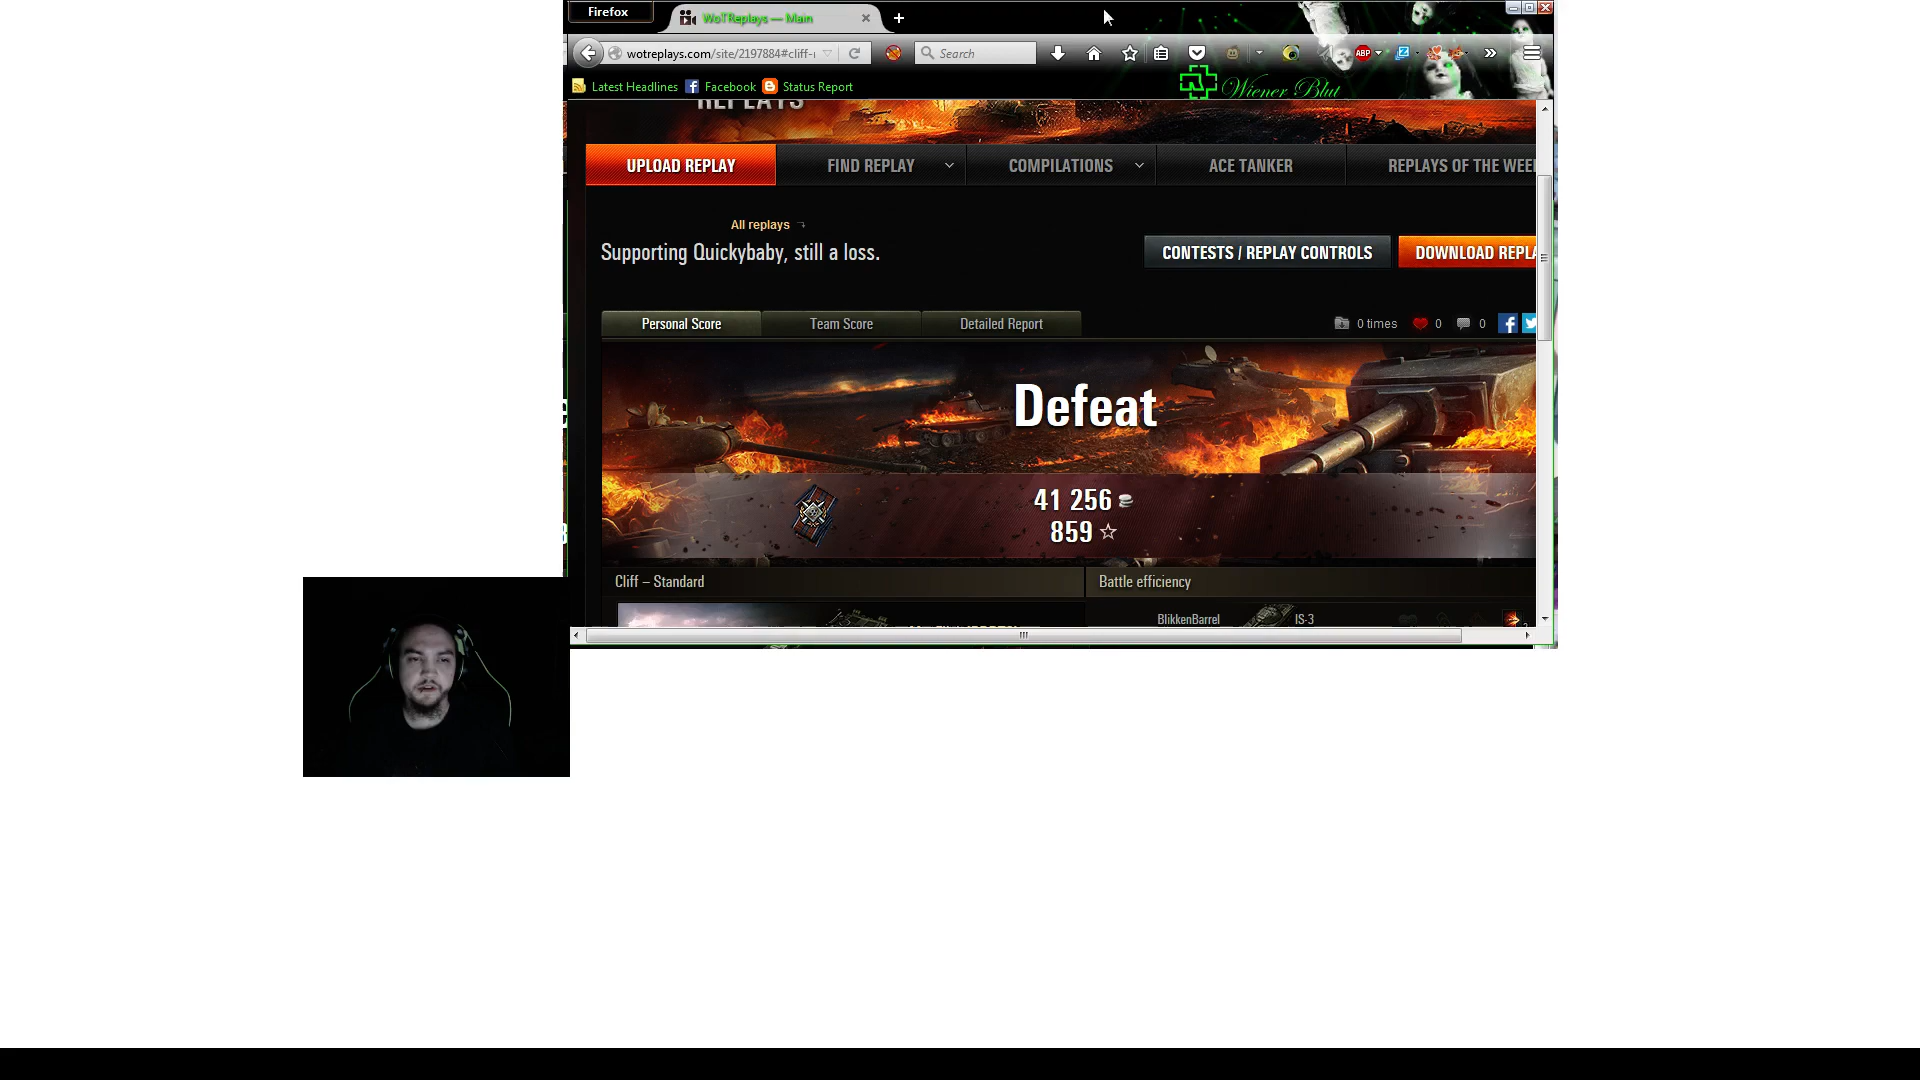 Firefox
WoTReplays — Main
wotreplays.com/site/2197884#cliff-
Search
ABP
Latest Headlines
Facebook
Status Report
Wiener Blut
REPLAYS
UPLOAD REPLAY
FIND REPLAY
COMPILATIONS
ACE TANKER
REPLAYS OF THE WEE
All replays
Supporting Quickybaby, still a loss.
CONTESTS / REPLAY CONTROLS
DOWNLOAD REPLA
Personal Score
Team Score
Detailed Report
0 times
0
0
Defeat
41 256
859
Cliff – Standard
Battle efficiency
BlikkenBarrel
IS-3